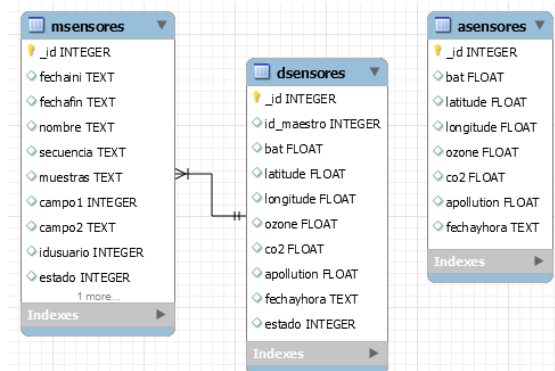 msensores
_id INTEGER
fechaini TEXT
fechafin TEXT
nombre TEXT
secuencia TEXT
muestras TEXT
campo1 INTEGER
campo2 TEXT
idusuario INTEGER
estado INTEGER
1 more...
Indexes
dsensores
_id INTEGER
id_maestro INTEGER
bat FLOAT
latitude FLOAT
longitude FLOAT
ozone FLOAT
co2 FLOAT
apollution FLOAT
fechayhora TEXT
estado INTEGER
Indexes
asensores
_id INTEGER
bat FLOAT
latitude FLOAT
longitude FLOAT
ozone FLOAT
co2 FLOAT
apollution FLOAT
fechayhora TEXT
Indexes